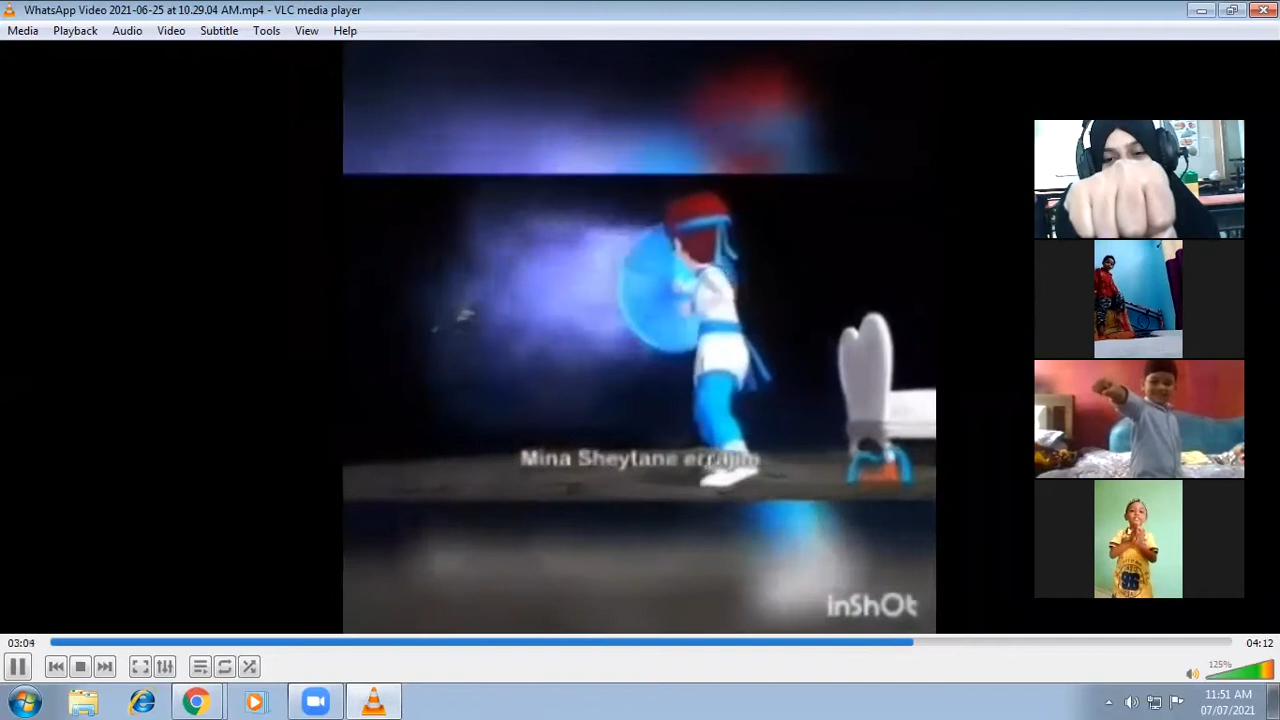 WhatsApp Video 2021-06-25 at 10.29.04 AM.mp4 - VLC media player
Media Playback Audio Video Subtitle Tools View Help
Mina Sheytane
InShOt
03:04
04:12
125%
11:51 AM
07/07/2021